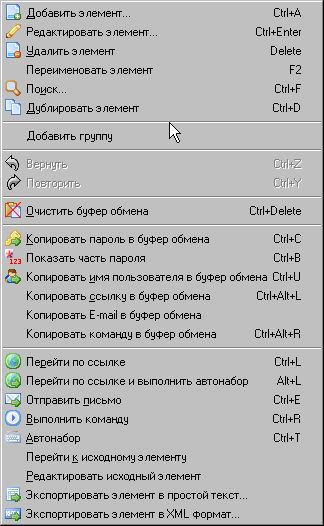 Добавить элемент... Ctrl+A
Редактировать элемент... Ctrl+Enter
Удалить элемент Delete
Переименовать элемент F2
Поиск... Ctrl+F
Дублировать элемент Ctrl+D
Добавить группу
Вернуть Ctrl+Z
Повторить Ctrl+Y
Очистить буфер обмена Ctrl+Delete
Копировать пароль в буфер обмена Ctrl+C
123 Показать часть пароля Ctrl+B
Копировать имя пользователя в буфер обмена Ctrl+U
Копировать ссылку в буфер обмена Ctrl+Alt+L
Копировать E-mail в буфер обмена
Копировать команду в буфер обмена Ctrl+Alt+R
Перейти по ссылке Ctrl+L
Перейти по ссылке и выполнить автонабор Alt+L
Отправить письмо Ctrl+E
Выполнить команду Ctrl+R
Автонабор Ctrl+T
Перейти к исходному элементу
Редактировать исходный элемент
Экспортировать элемент в простой текст...
Экспортировать элемент в XML формат...